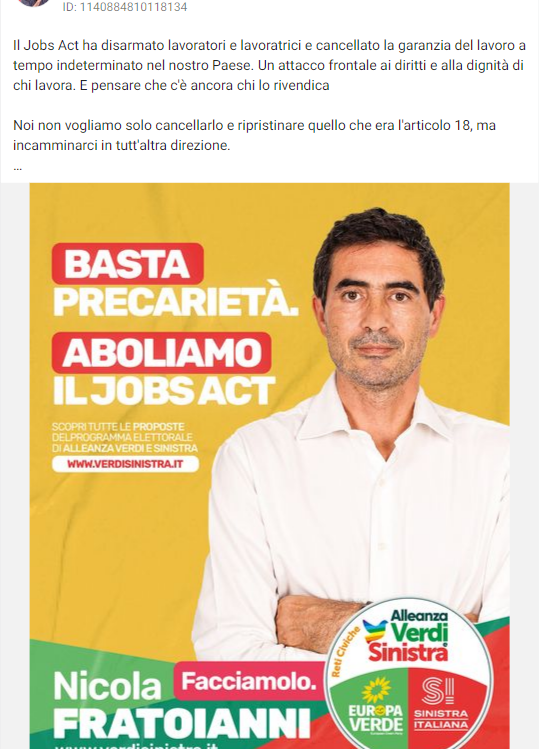 ID: 1140884810118134
Il Jobs Act ha disarmato lavoratori e lavoratrici e cancellato la garanzia del lavoro a
tempo indeterminato nel nostro Paese. Un attacco frontale ai diritti e alla dignità di
chi lavora. E pensare che c'è ancora chi lo rivendica
Noi non vogliamo solo cancellarlo e ripristinare quello che era l'articolo 18, ma
incamminarci in tutt'altra direzione.
...
BASTA
PRECARIETÀ.
ABOLIAMO
IL JOBS ACT
SCOPRI TUTTE LE PROPOSTE
DEL PROGRAMMA ELETTORALE
DI ALLEANZA VERDI E SINISTRA
WWW.VERDISINISTRA.IT
Nicola
Facciamolo.
FRATOIANNI
www.verdisinistra.it
Reti Civiche
Alleanza
Verdi
Sinistra
EUROPA
VERDE
SI
SINISTRA
ITALIANA